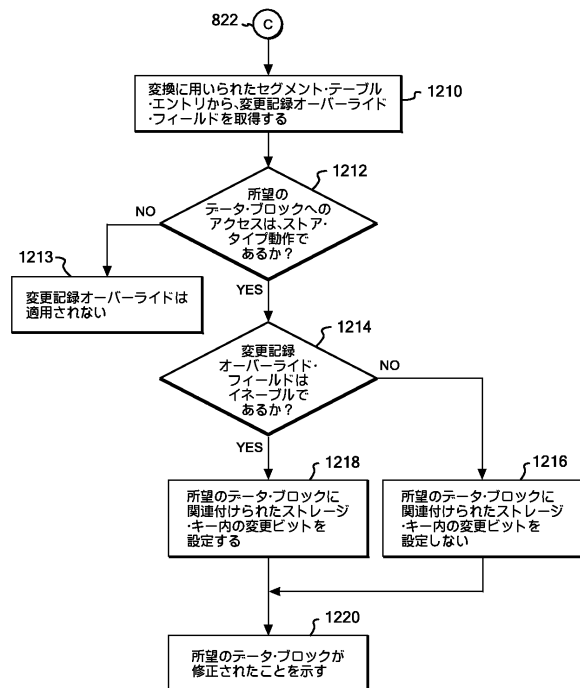 822
C
変換に用いられたセグメント・テーブル
・エントリから、変更記録オーバーライド
・フィールドを取得する
1210
1212
所望の
データ・ブロックへの
アクセスは、ストア・
タイプ動作で
あるか？
NO
YES
1213
変更記録オーバーライドは
適用されない
1214
変更記録
オーバーライド・
フィールドは
イネーブルで
あるか？
NO
YES
1218
所望のデータ・ブロックに
関連付けられたストレージ
・キー内の変更ビットを
設定する
1216
所望のデータ・ブロックに
関連付けられたストレージ
・キー内の変更ビットを
設定しない
1220
所望のデータ・ブロックが
修正されたことを示す